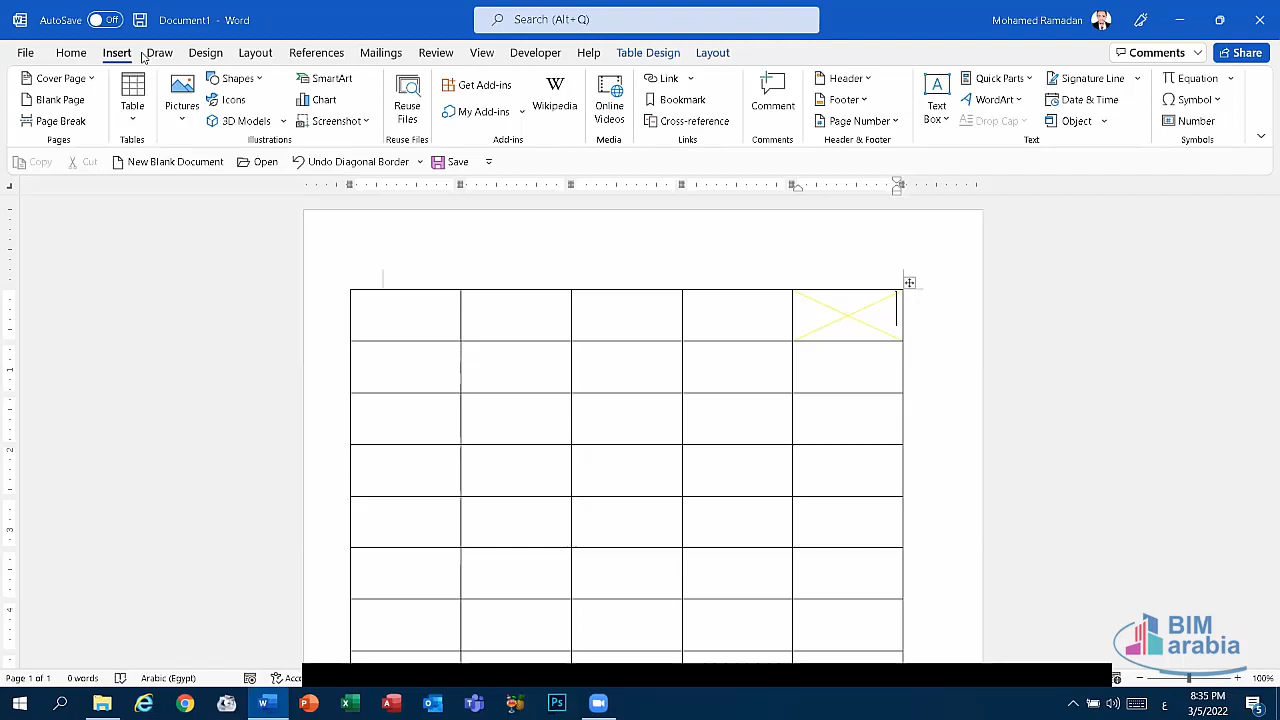 AutoSave Off Document1 - Word Search (Alt+Q) Mohamed Ramadan
File Home Insert Draw Design Layout References Mailings Review View Developer Help Table Design Layout Comments Share
Cover Page
Blank Page
Page Break
Pages
Table
Tables
Pictures
Shapes
Icons
3D Models
SmartArt
Chart
Screenshot
Illustrations
Reuse
Files
Reuse Files
Get Add-ins
My Add-ins
Wikipedia
Add-ins
Online
Videos
Media
Link
Bookmark
Cross-reference
Links
Comment
Comments
Header
Footer
Page Number
Header & Footer
Text
Box
Quick Parts
WordArt
Drop Cap
Signature Line
Date & Time
Object
Text
Equation
Symbol
Number
Symbols
Copy Cut New Blank Document Open Undo Diagonal Border Save
1
2
3
4
BIM
arabia
Page 1 of 1 0 words Arabic (Egypt) Acc 100%
8:35 PM
3/5/2022
5